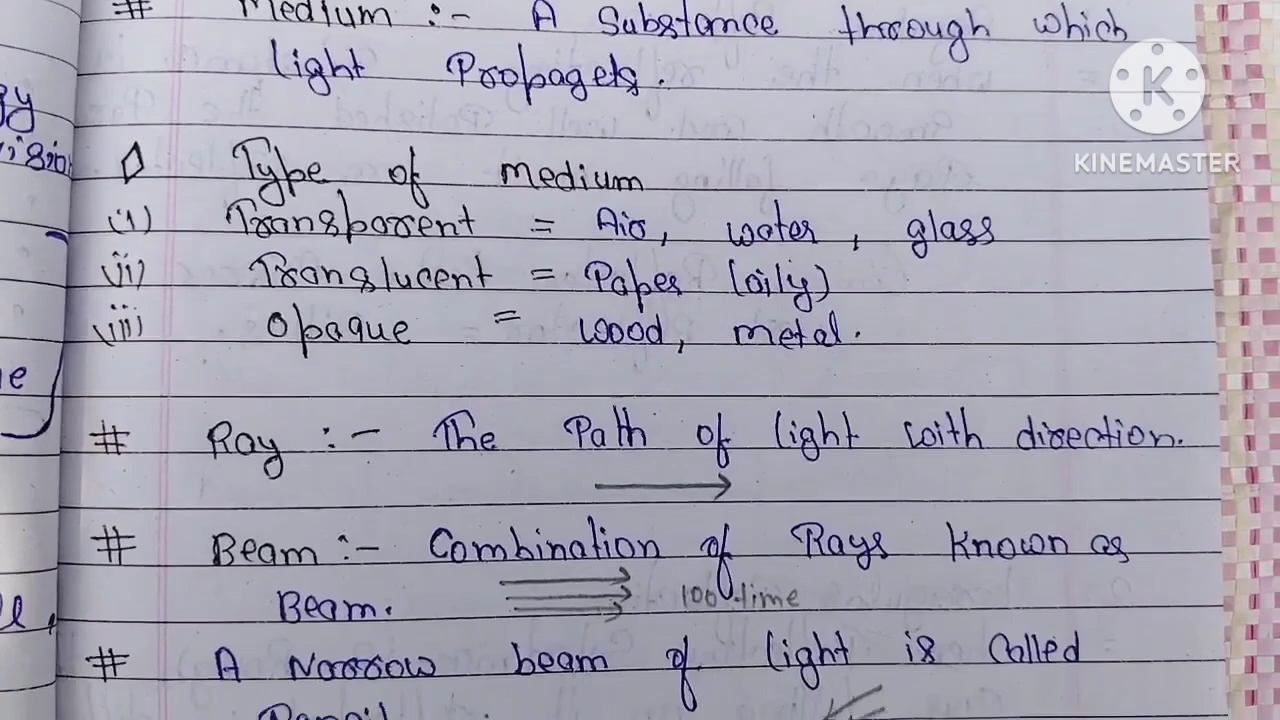 # Medium :- A Substance through which
light Propagets.
Type of medium
(i) Transparent = Air, water, glass
(ii) Translucent = Paper (oily)
(iii) Opaque = wood, metal.
# Ray :- The Path of light with direction.
# Beam :- Combination of Rays known as
Beam. 100 time
# A Narrow beam of light is Called
Pencil
KINEMASTER